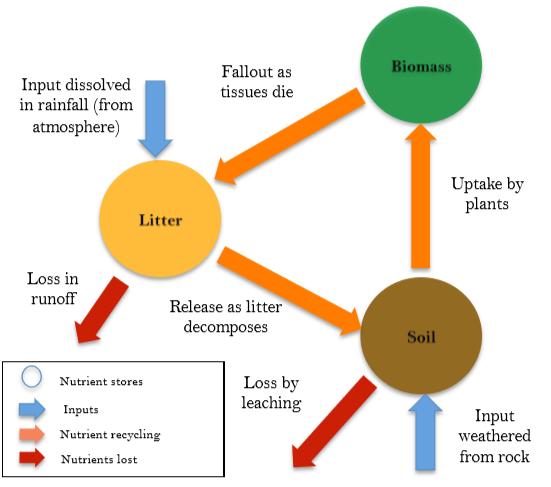 Biomass
Fallout as
tissues die
Input dissolved
in rainfall (from
atmosphere)
Uptake by
plants
Litter
Loss in
runoff
Release as litter
decomposes
Soil
Loss by
leaching
Input
weathered
from rock
Nutrient stores
Inputs
Nutrient recycling
Nutrients lost